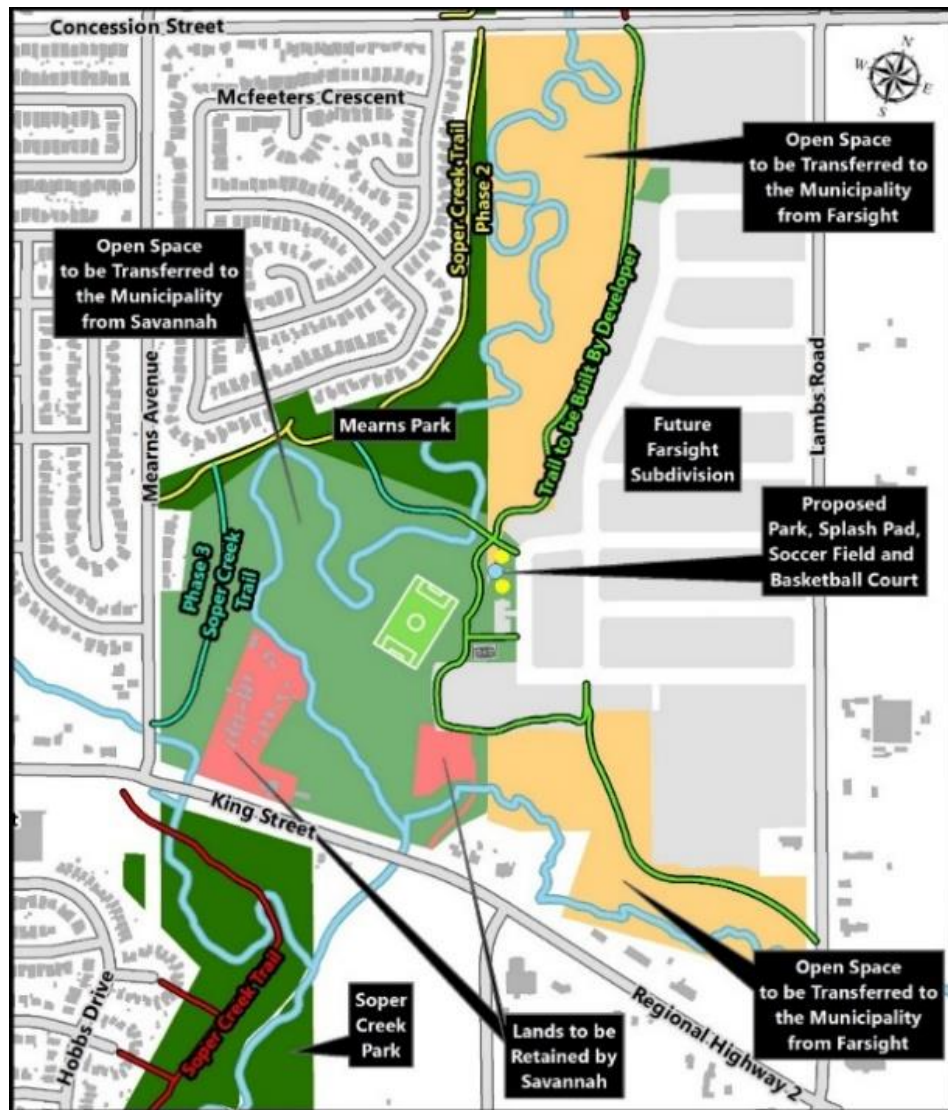 Concession Street
N
W
E
S
Mcfeeters Crescent
Soper Creek Trail
Phase 2
Open Space
to be Transferred to
the Municipality
from Farsight
Open Space
to be Transferred to
the Municipality
from Savannah
Trail to be Built By Developer
Lambs Road
Mearns Avenue
Mearns Park
Future
Farsight
Subdivision
Proposed
Park, Splash Pad,
Soccer Field and
Basketball Court
Phase 3
Soper Creek
Trail
King Street
Soper Creek Trail
Hobbs Drive
Soper
Creek
Park
Lands to be
Retained by
Savannah
Regional Highway 2
Open Space
to be Transferred to
the Municipality
from Farsight